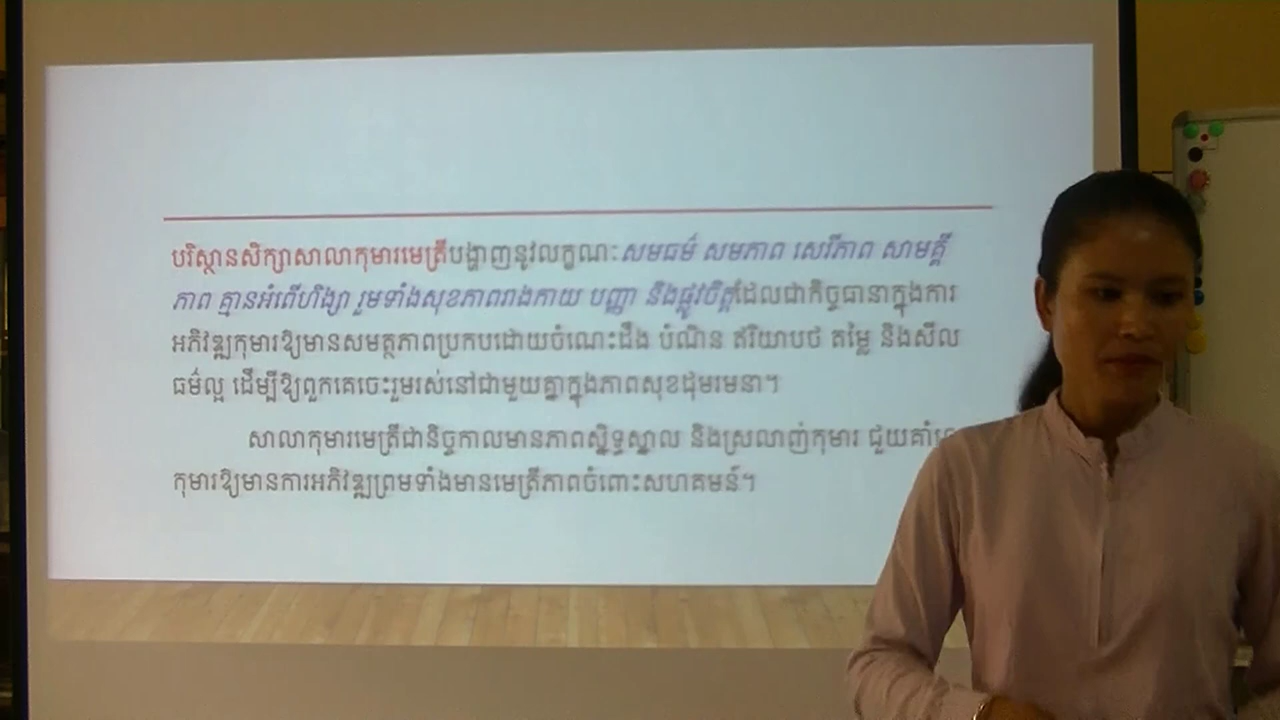 បរិស្ថានសិក្សាសាលាកុមារមេត្រីបង្ហាញនូវលក្ខណៈសមធម៌ សមភាព សេរីភាព សាមគ្គី
ភាព គ្មានអំពើហិង្សា រួមទាំងសុខភាពរាងកាយ បញ្ញា និងផ្លូវចិត្តដែលជាកិច្ចធានាក្នុងការ
អភិវឌ្ឍកុមារឱ្យមានសមត្ថភាពប្រកបដោយចំណេះដឹង បំណិន ឥរិយាបថ តម្លៃ និងសីល
ធម៌ល្អ ដើម្បីឱ្យពួកគេចេះរួមរស់នៅជាមួយគ្នាក្នុងភាពសុខដុមរមនា។
សាលាកុមារមេត្រីជានិច្ចកាលមានភាពស្និទ្ធស្នាល និងស្រលាញ់កុមារ ជួយ
កុមារឱ្យមានការអភិវឌ្ឍព្រមទាំងមានមេត្រីភាពចំពោះសហគមន៍។